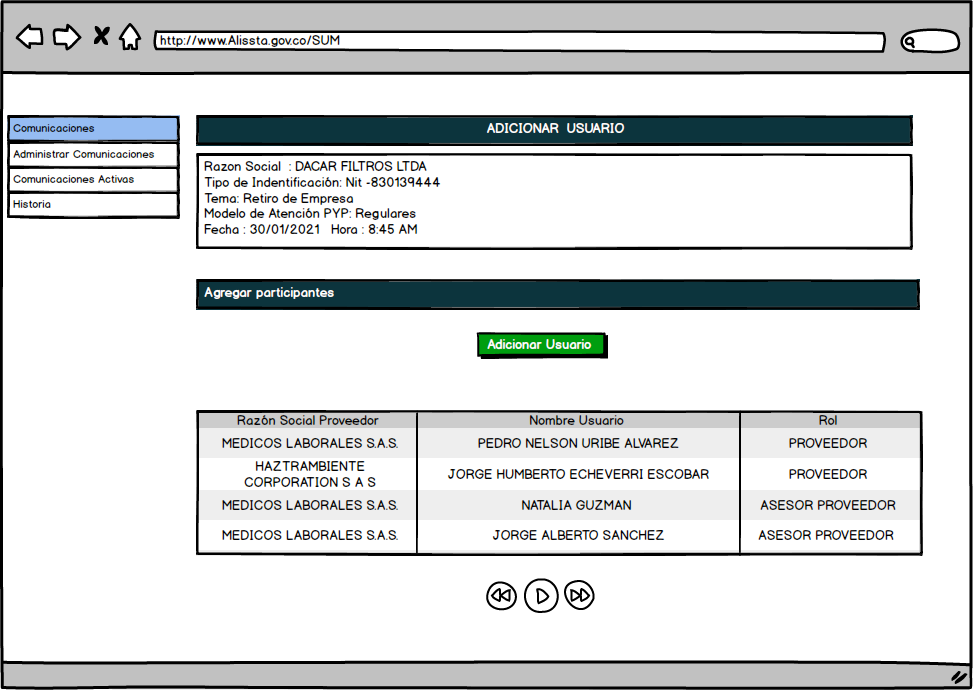 http://www.Alissta.gov.co/SUM
Comunicaciones
Administrar Comunicaciones
Comunicaciones Activas
Historia
ADICIONAR USUARIO
Razon Social : DACAR FILTROS LTDA
Tipo de Indentificación: Nit -830139444
Tema: Retiro de Empresa
Modelo de Atención PYP: Regulares
Fecha : 30/01/2021 Hora : 8:45 AM
Agregar participantes
Adicionar Usuario
Razón Social Proveedor Nombre Usuario Rol
MEDICOS LABORALES S.A.S. PEDRO NELSON URIBE ALVAREZ PROVEEDOR
HAZTRAMBIENTE
CORPORATION S A S JORGE HUMBERTO ECHEVERRI ESCOBAR PROVEEDOR
MEDICOS LABORALES S.A.S. NATALIA GUZMAN ASESOR PROVEEDOR
MEDICOS LABORALES S.A.S. JORGE ALBERTO SANCHEZ ASESOR PROVEEDOR